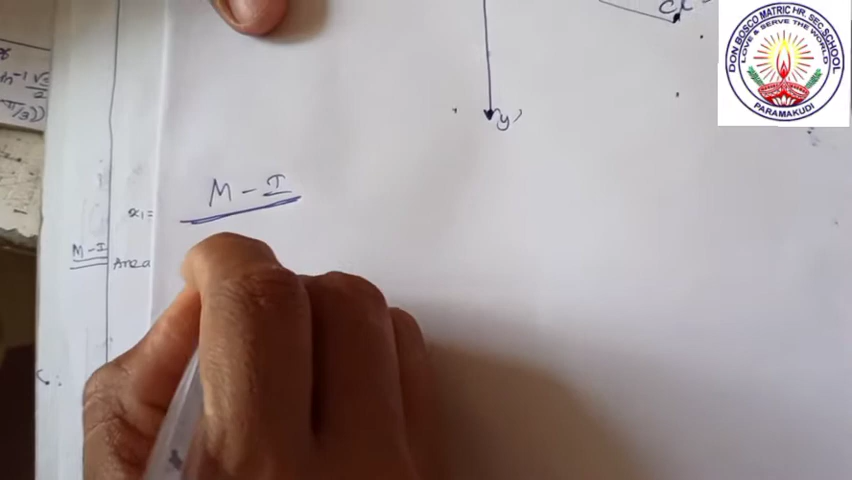 DON BOSCO MATRIC HR. SEC. SCHOOL
LOVE & SERVE THE WORLD
PARAMAKUDI
y'
M - I
x₁ =
M - I
Area